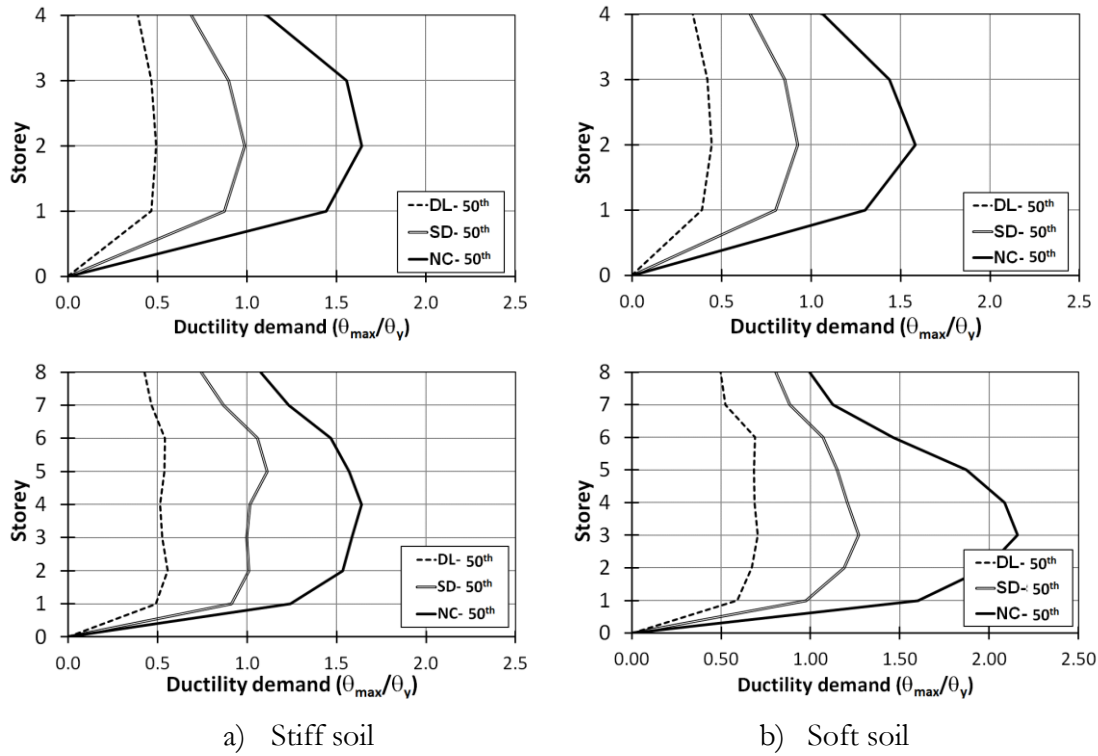 4
3
2
1
0
Storey
DL- 50th
SD- 50th
NC- 50th
0.0 0.5 1.0 1.5 2.0 2.5
Ductility demand (θmax/θy)
4
3
2
1
0
Storey
DL- 50th
SD- 50th
NC- 50th
0.0 0.5 1.0 1.5 2.0 2.5
Ductility demand (θmax/θy)
8
7
6
5
4
3
2
1
0
Storey
DL- 50th
SD- 50th
NC- 50th
0.0 0.5 1.0 1.5 2.0 2.5
Ductility demand (θmax/θy)
8
7
6
5
4
3
2
1
0
Storey
DL- 50th
SD- 50th
NC- 50th
0.00 0.50 1.00 1.50 2.00 2.50
Ductility demand (θmax/θy)
a) Stiff soil
b) Soft soil